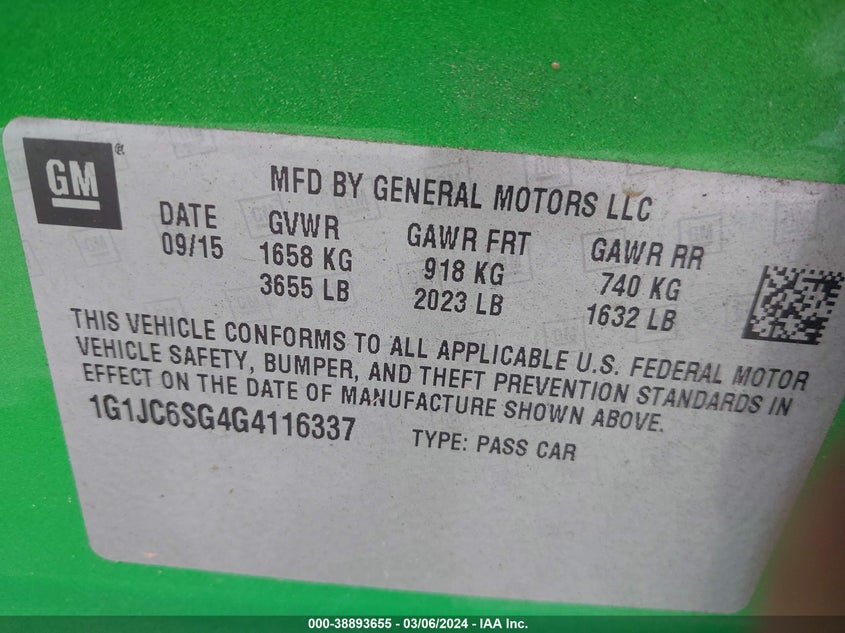 GM
MFD BY GENERAL MOTORS LLC
DATE GVWR GAWR FRT GAWR RR
09/15 1658 KG 918 KG 740 KG
3655 LB 2023 LB 1632 LB
THIS VEHICLE CONFORMS TO ALL APPLICABLE U.S. FEDERAL MOTOR
VEHICLE SAFETY, BUMPER, AND THEFT PREVENTION STANDARDS IN
EFFECT ON THE DATE OF MANUFACTURE SHOWN ABOVE.
1G1JC6SG4G4116337 TYPE: PASS CAR
000-38893655 - 03/06/2024 - IAA Inc.